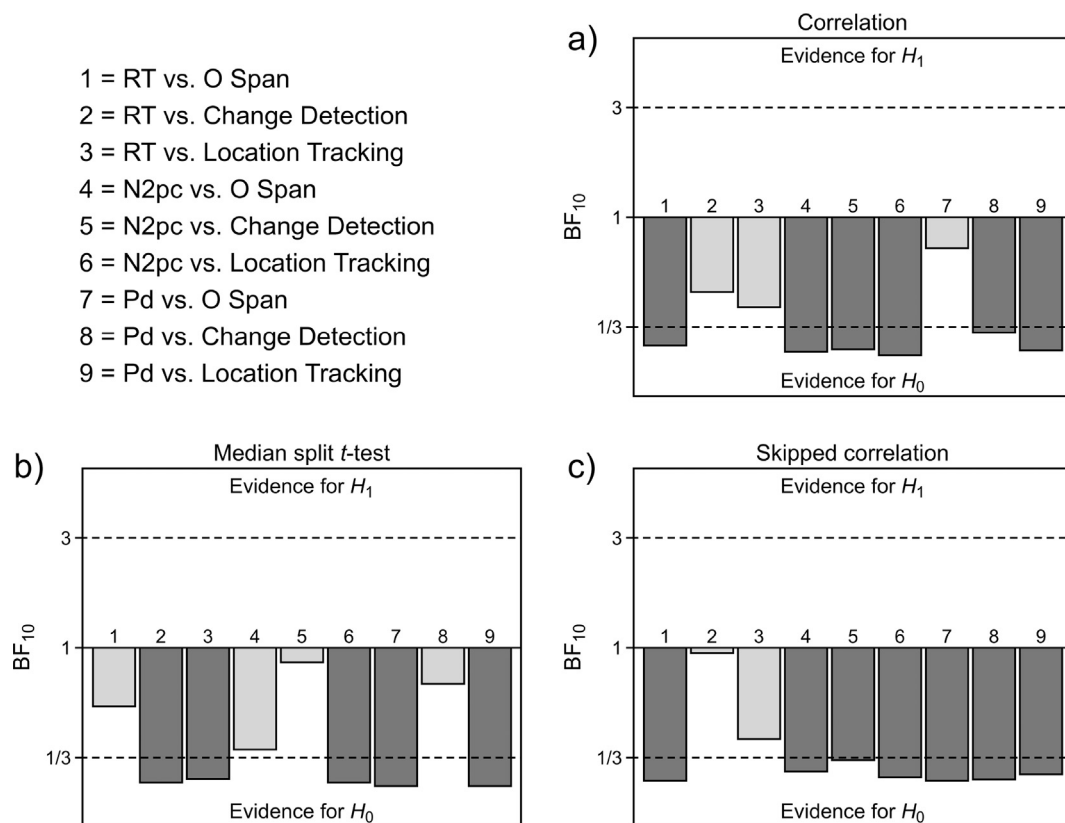 1 = RT vs. O Span
2 = RT vs. Change Detection
3 = RT vs. Location Tracking
4 = N2pc vs. O Span
5 = N2pc vs. Change Detection
6 = N2pc vs. Location Tracking
7 = Pd vs. O Span
8 = Pd vs. Change Detection
9 = Pd vs. Location Tracking
a)
Correlation
Evidence for H1
3
1 2 3 4 5 6 7 8 9
1
BF10
1/3
Evidence for H0
b)
Median split t-test
Evidence for H1
3
1 2 3 4 5 6 7 8 9
1
BF10
1/3
Evidence for H0
c)
Skipped correlation
Evidence for H1
3
1 2 3 4 5 6 7 8 9
1
BF10
1/3
Evidence for H0